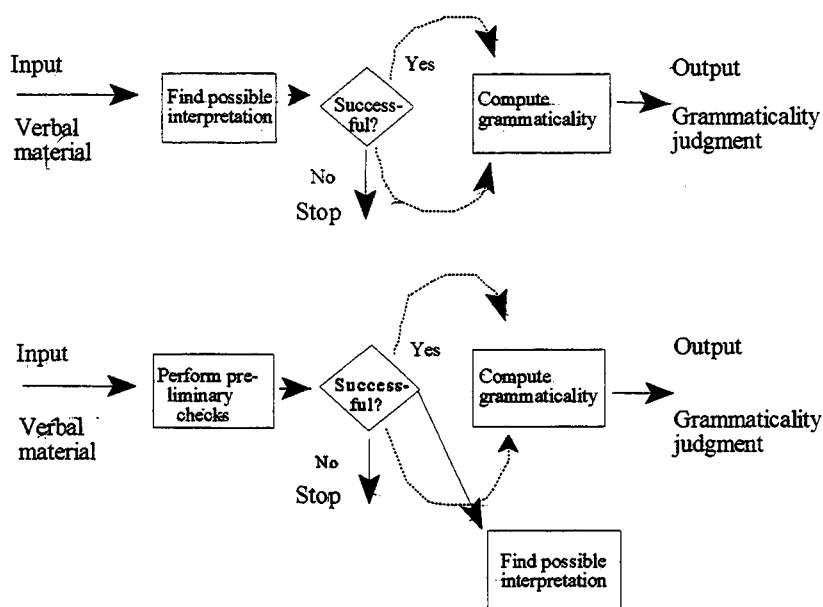 Input
Verbal
material
Find possible
interpretation
Success-
ful?
Yes
No
Stop
Compute
grammaticality
Output
Grammaticality
judgment
Input
Verbal
material
Perform pre-
liminary
checks
Success-
ful?
Yes
No
Stop
Compute
grammaticality
Output
Grammaticality
judgment
Find possible
interpretation